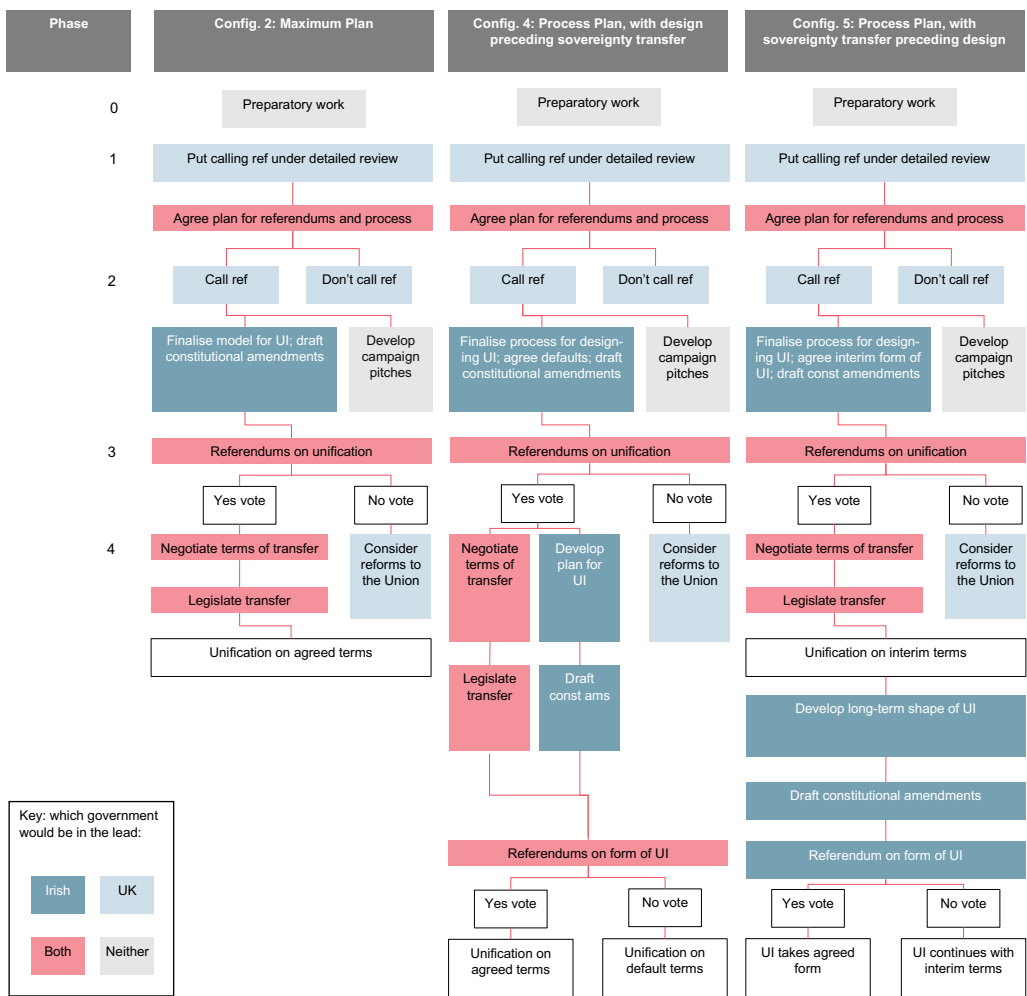 Phase
Config. 2: Maximum Plan
Config. 4: Process Plan, with design
preceding sovereignty transfer
Config. 5: Process Plan, with
sovereignty transfer preceding design
0
Preparatory work
Preparatory work
Preparatory work
1
Put calling ref under detailed review
Put calling ref under detailed review
Put calling ref under detailed review
Agree plan for referendums and process
Agree plan for referendums and process
Agree plan for referendums and process
2
Call ref
Don't call ref
Call ref
Don't call ref
Call ref
Don't call ref
Finalise model for UI; draft
constitutional amendments
Develop
campaign
pitches
Finalise process for design-
ing UI; agree defaults; draft
constitutional amendments
Develop
campaign
pitches
Finalise process for design-
ing UI; agree interim form of
UI; draft const amendments
Develop
campaign
pitches
3
Referendums on unification
Referendums on unification
Referendums on unification
Yes vote
No vote
Yes vote
No vote
Yes vote
No vote
4
Negotiate terms of transfer
Consider
reforms to
the Union
Negotiate
terms of
transfer
Develop
plan for
UI
Consider
reforms to
the Union
Negotiate terms of transfer
Consider
reforms to
the Union
Legislate transfer
Legislate transfer
Unification on agreed terms
Unification on interim terms
Legislate
transfer
Draft
const ams
Develop long-term shape of UI
Draft constitutional amendments
Key: which government
would be in the lead:
Irish
UK
Both
Neither
Referendums on form of UI
Referendum on form of UI
Yes vote
No vote
Yes vote
No vote
Unification on
agreed terms
Unification on
default terms
UI takes agreed
form
UI continues with
interim terms